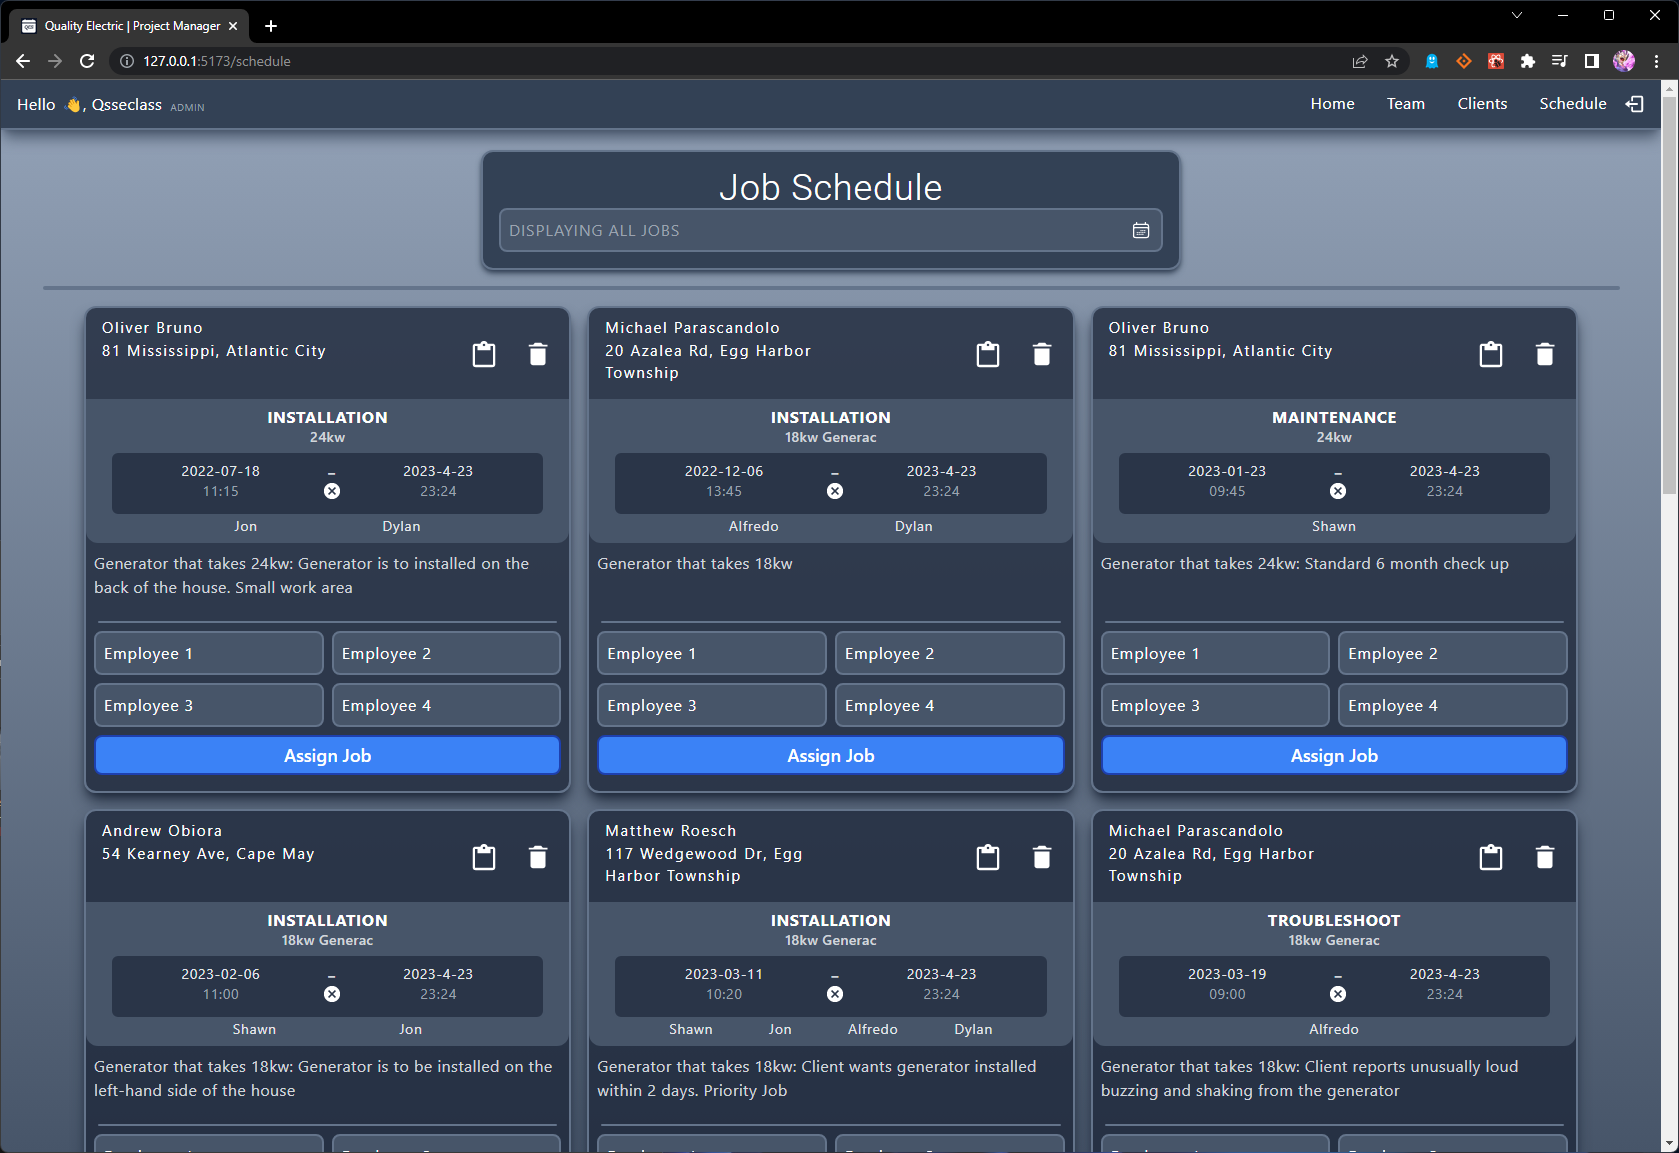 Quality Electric | Project Manager
127.0.0.1:5173/schedule
Hello 👋, Qsseclass ADMIN
Home Team Clients Schedule
Job Schedule
DISPLAYING ALL JOBS
Oliver Bruno
81 Mississippi, Atlantic City
INSTALLATION
24kw
2022-07-18 – 2023-4-23
11:15 23:24
Jon Dylan
Generator that takes 24kw: Generator is to installed on the
back of the house. Small work area
Employee 1 Employee 2
Employee 3 Employee 4
Assign Job
Michael Parascandolo
20 Azalea Rd, Egg Harbor
Township
INSTALLATION
18kw Generac
2022-12-06 – 2023-4-23
13:45 23:24
Alfredo Dylan
Generator that takes 18kw
Employee 1 Employee 2
Employee 3 Employee 4
Assign Job
Oliver Bruno
81 Mississippi, Atlantic City
MAINTENANCE
24kw
2023-01-23 – 2023-4-23
09:45 23:24
Shawn
Generator that takes 24kw: Standard 6 month check up
Employee 1 Employee 2
Employee 3 Employee 4
Assign Job
Andrew Obiora
54 Kearney Ave, Cape May
INSTALLATION
18kw Generac
2023-02-06 – 2023-4-23
11:00 23:24
Shawn Jon
Generator that takes 18kw: Generator is to be installed on the
left-hand side of the house
Matthew Roesch
117 Wedgewood Dr, Egg
Harbor Township
INSTALLATION
18kw Generac
2023-03-11 – 2023-4-23
10:20 23:24
Shawn Jon Alfredo Dylan
Generator that takes 18kw: Client wants generator installed
within 2 days. Priority Job
Michael Parascandolo
20 Azalea Rd, Egg Harbor
Township
TROUBLESHOOT
18kw Generac
2023-03-19 – 2023-4-23
09:00 23:24
Alfredo
Generator that takes 18kw: Client reports unusually loud
buzzing and shaking from the generator